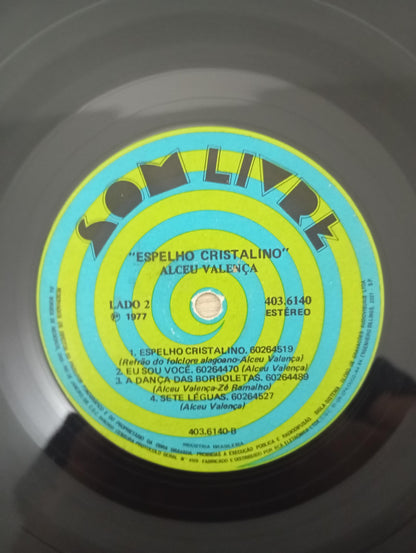 SOM LIVRE
"ESPELHO CRISTALINO"
ALCEU VALENÇA
LADO 2
℗ 1977
403.6140
ESTÉREO
1. ESPELHO CRISTALINO. 60264519
(Refrão do folclore alagoano-Alceu Valença)
2. EU SOU VOCÊ. 60264470 (Alceu Valença)
3. A DANÇA DAS BORBOLETAS. 60264489
(Alceu Valença-Zé Ramalho)
4. SETE LÉGUAS. 60264527
(Alceu Valença)
403.6140-B
INDÚSTRIA BRASILEIRA